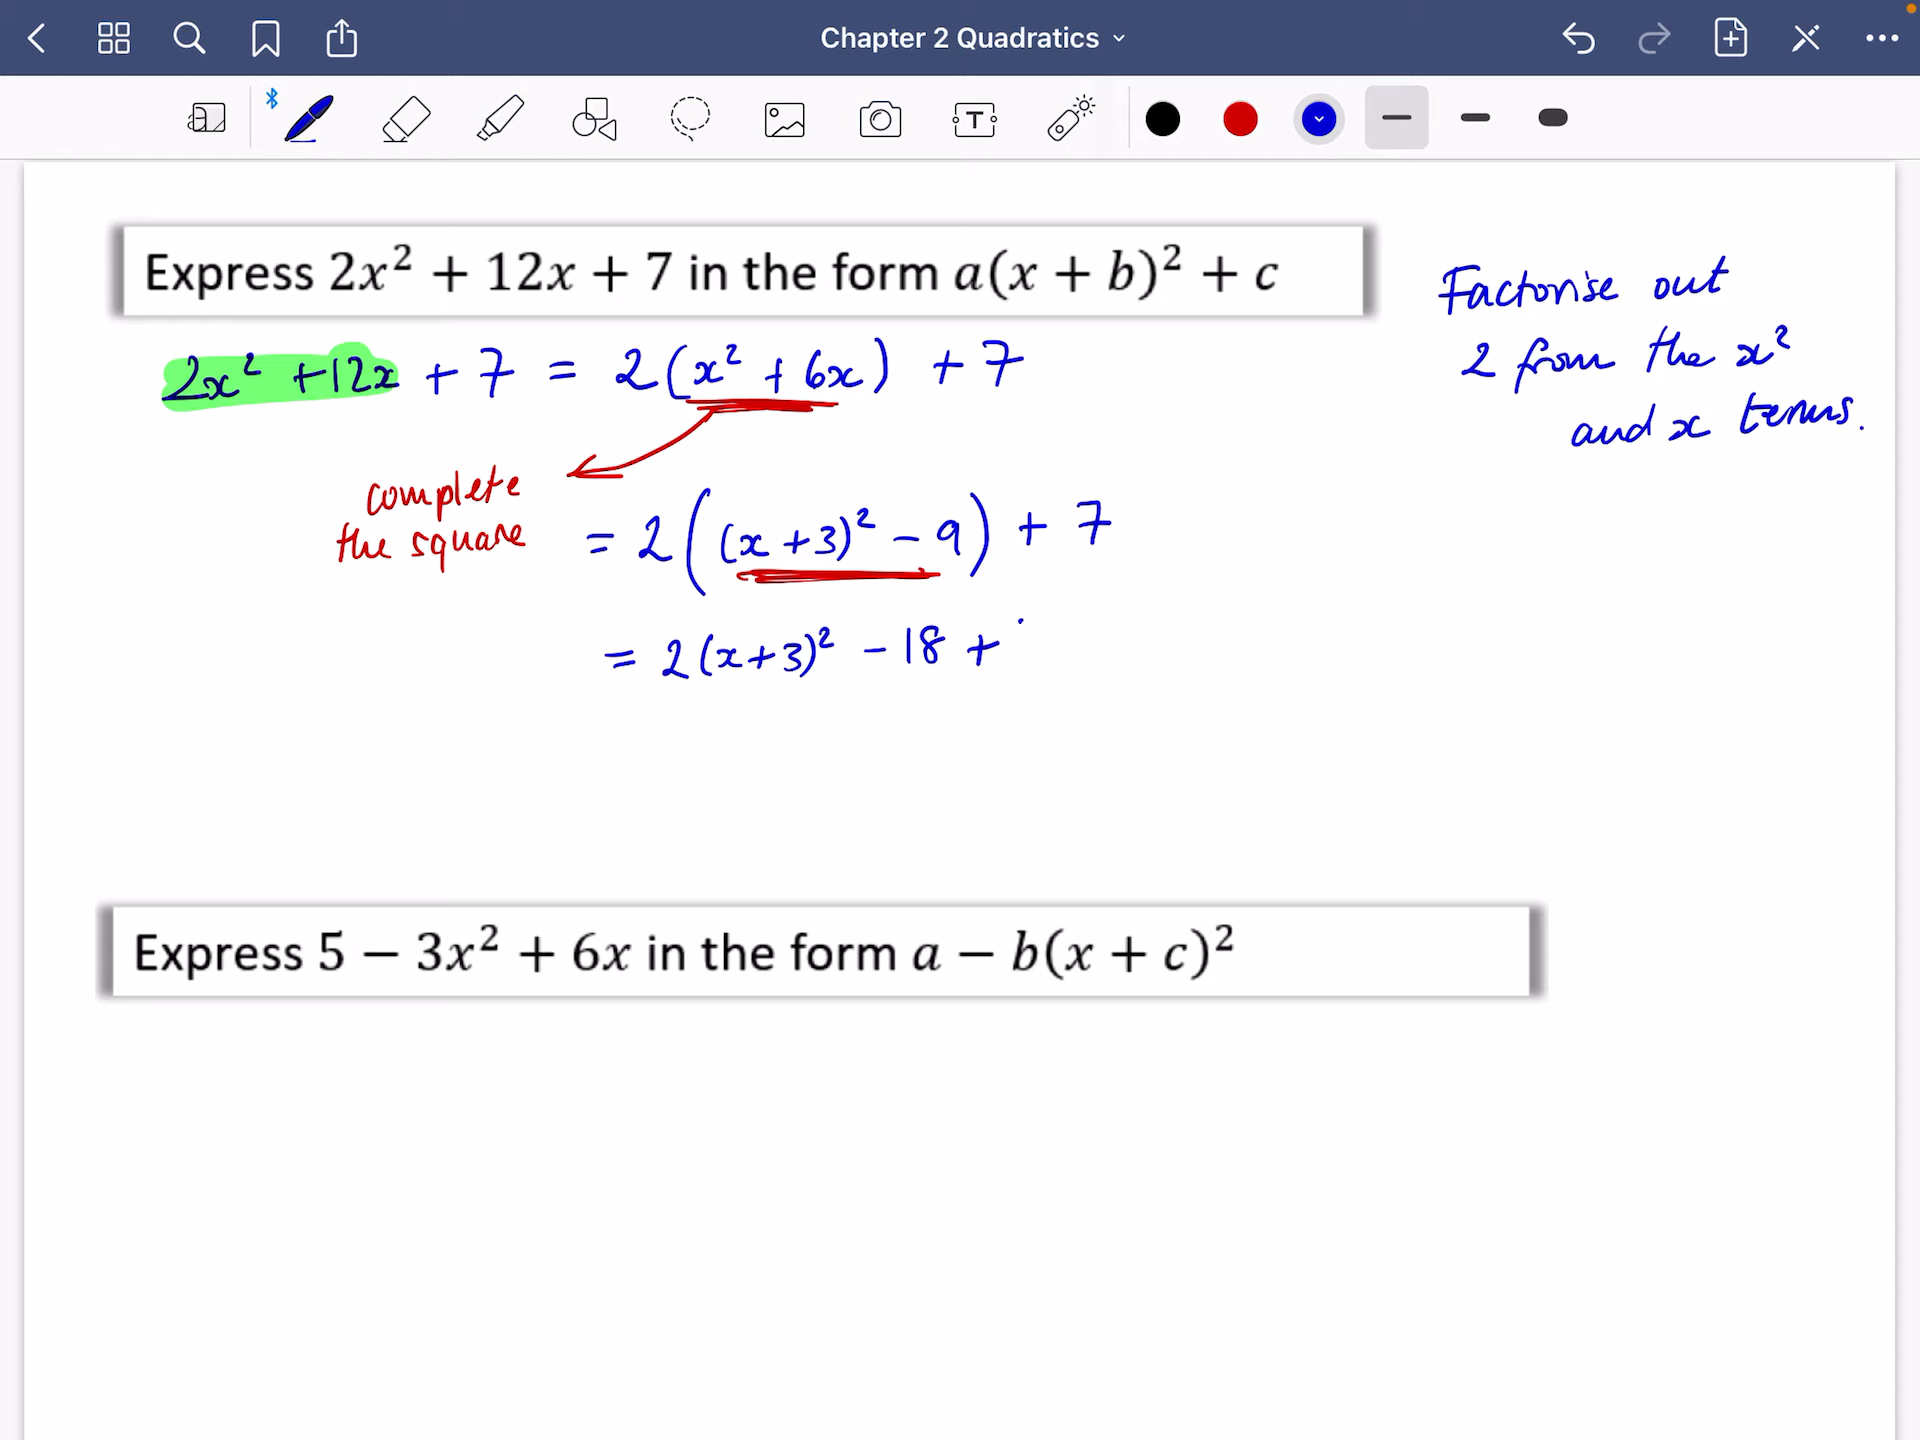 Chapter 2 Quadratics
Express 2x² + 12x + 7 in the form a(x + b)² + c
Factorise out
2 from the x²
and x terms.
2x² +12x + 7 = 2(x² + 6x) + 7
complete
the square
= 2((x+3)² - 9) + 7
= 2(x+3)² - 18 +
Express 5 − 3x² + 6x in the form a − b(x + c)²